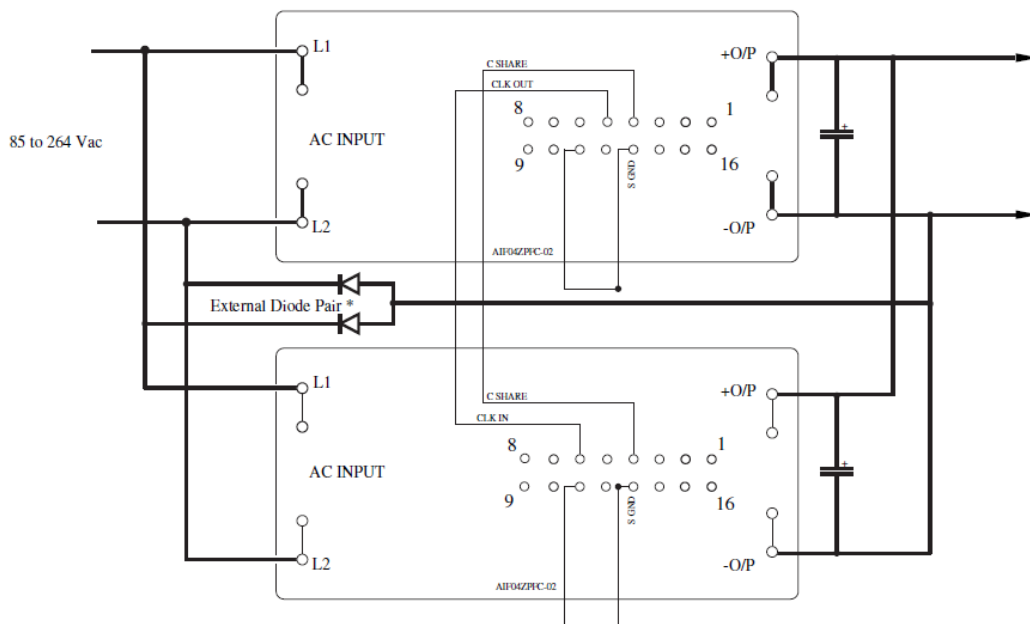 L1
+O/P
C SHARE
CLK OUT
8
1
85 to 264 Vac
AC INPUT
+
9
S GND
16
L2
-O/P
AIF04ZPFC-02
External Diode Pair *
L1
+O/P
C SHARE
CLK IN
8
1
AC INPUT
+
9
S GND
16
L2
-O/P
AIF04ZPFC-02